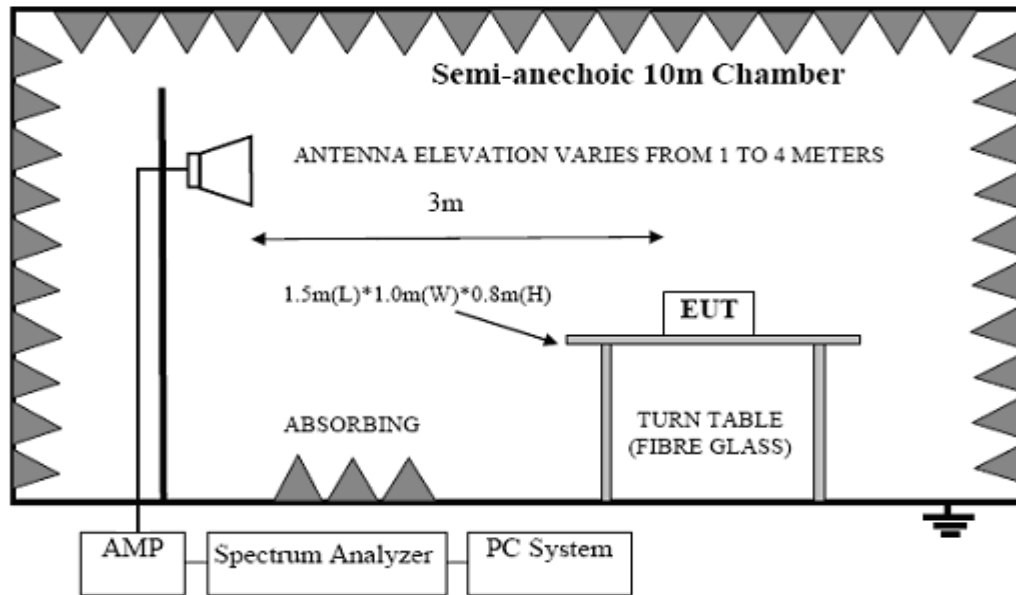 Semi-anechoic 10m Chamber
ANTENNA ELEVATION VARIES FROM 1 TO 4 METERS
3m
1.5m(L)*1.0m(W)*0.8m(H)
EUT
ABSORBING
TURN TABLE
(FIBRE GLASS)
AMP
Spectrum Analyzer
PC System